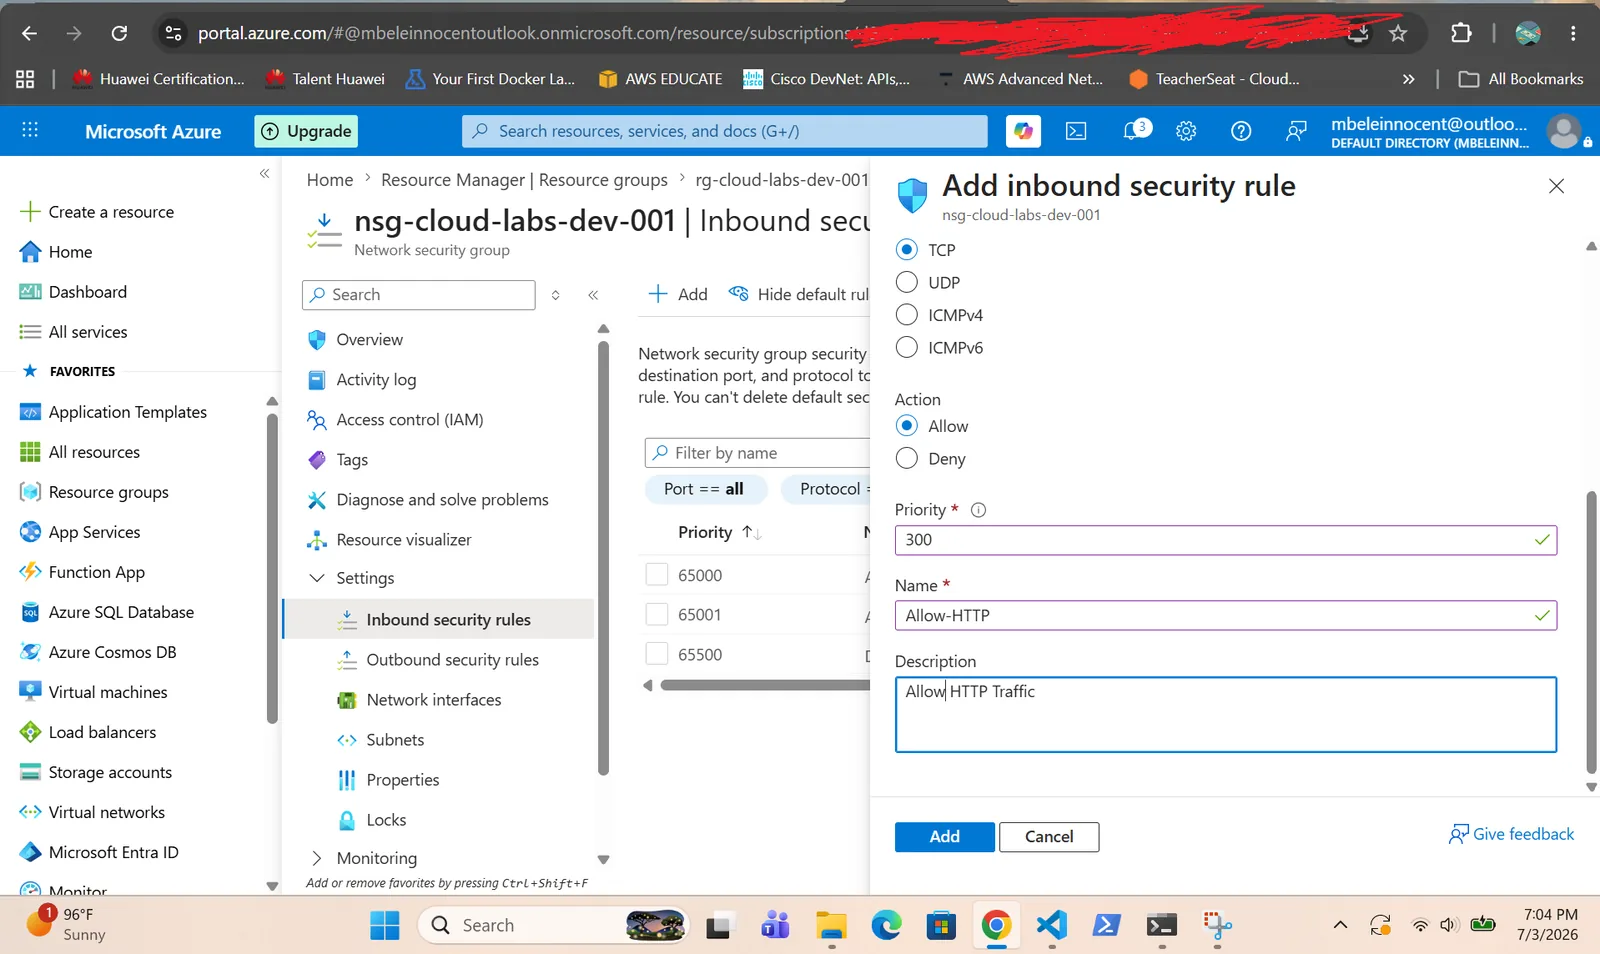 portal.azure.com/#@mbeleinnocentoutlook.onmicrosoft.com/resource/subscriptions/
Huawei Certification...
Talent Huawei
Your First Docker La...
AWS EDUCATE
Cisco DevNet: APIs,...
AWS Advanced Net...
TeacherSeat - Cloud...
»
All Bookmarks
Microsoft Azure
Upgrade
Search resources, services, and docs (G+/)
3
mbeleinnocent@outloo...
DEFAULT DIRECTORY (MBELEINN...
Create a resource
Home
Dashboard
All services
FAVORITES
Application Templates
All resources
Resource groups
App Services
Function App
Azure SQL Database
Azure Cosmos DB
Virtual machines
Load balancers
Storage accounts
Virtual networks
Microsoft Entra ID
Monitor
Home > Resource Manager | Resource groups > rg-cloud-labs-dev-001
nsg-cloud-labs-dev-001 | Inbound secu
Network security group
Search
Overview
Activity log
Access control (IAM)
Tags
Diagnose and solve problems
Resource visualizer
Settings
Inbound security rules
Outbound security rules
Network interfaces
Subnets
Properties
Locks
Monitoring
Add or remove favorites by pressing Ctrl+Shift+F
Add
Hide default rul
Network security group security
destination port, and protocol to
rule. You can't delete default sec
Filter by name
Port == all
Protocol =
Priority
65000
65001
65500
Add inbound security rule
nsg-cloud-labs-dev-001
TCP
UDP
ICMPv4
ICMPv6
Action
Allow
Deny
Priority *
300
Name *
Allow-HTTP
Description
Allow HTTP Traffic
Add
Cancel
Give feedback
1
96°F
Sunny
Search
7:04 PM
7/3/2026